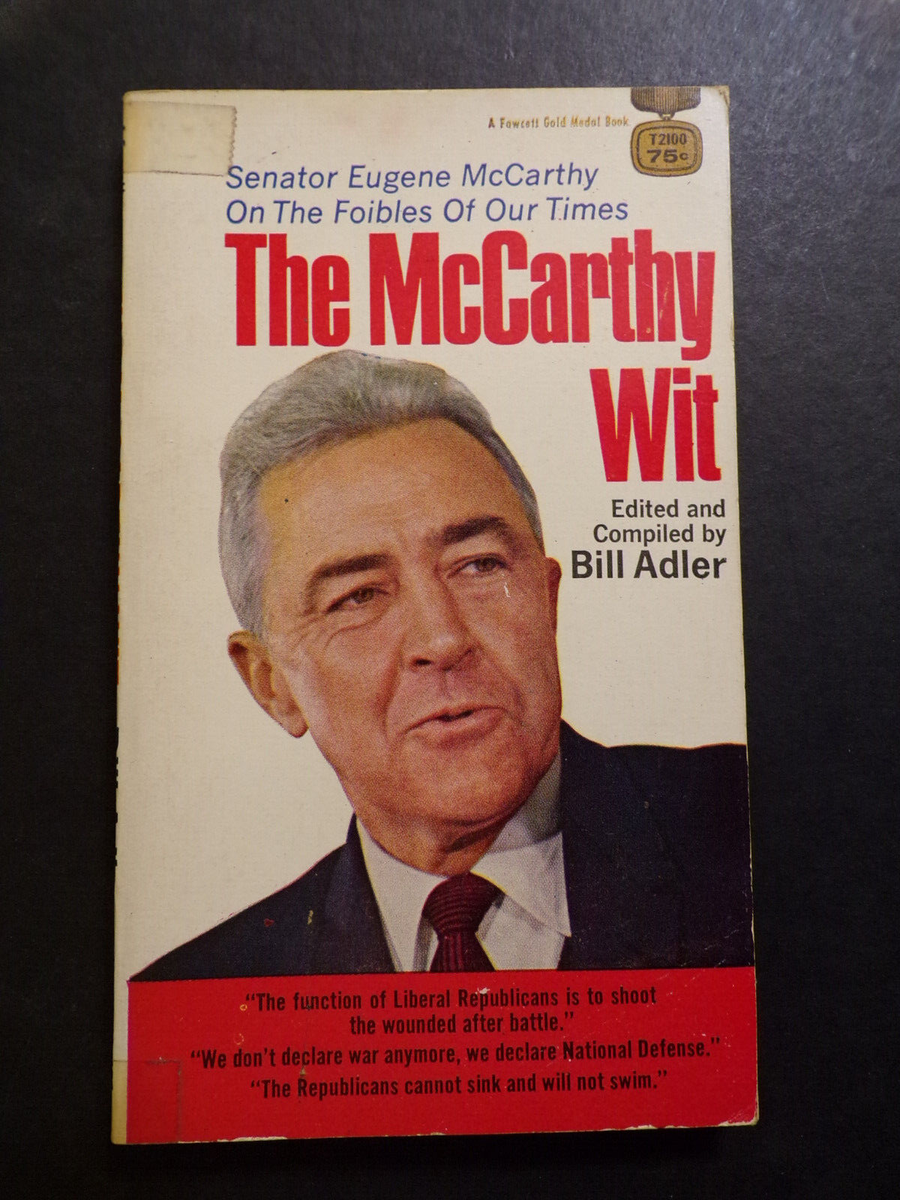 A Fawcett Gold Medal Book
T2100
75c
Senator Eugene McCarthy
On The Foibles Of Our Times
The McCarthy
Wit
Edited and
Compiled by
Bill Adler
“The function of Liberal Republicans is to shoot
the wounded after battle.”
“We don’t declare war anymore, we declare National Defense.”
“The Republicans cannot sink and will not swim.”